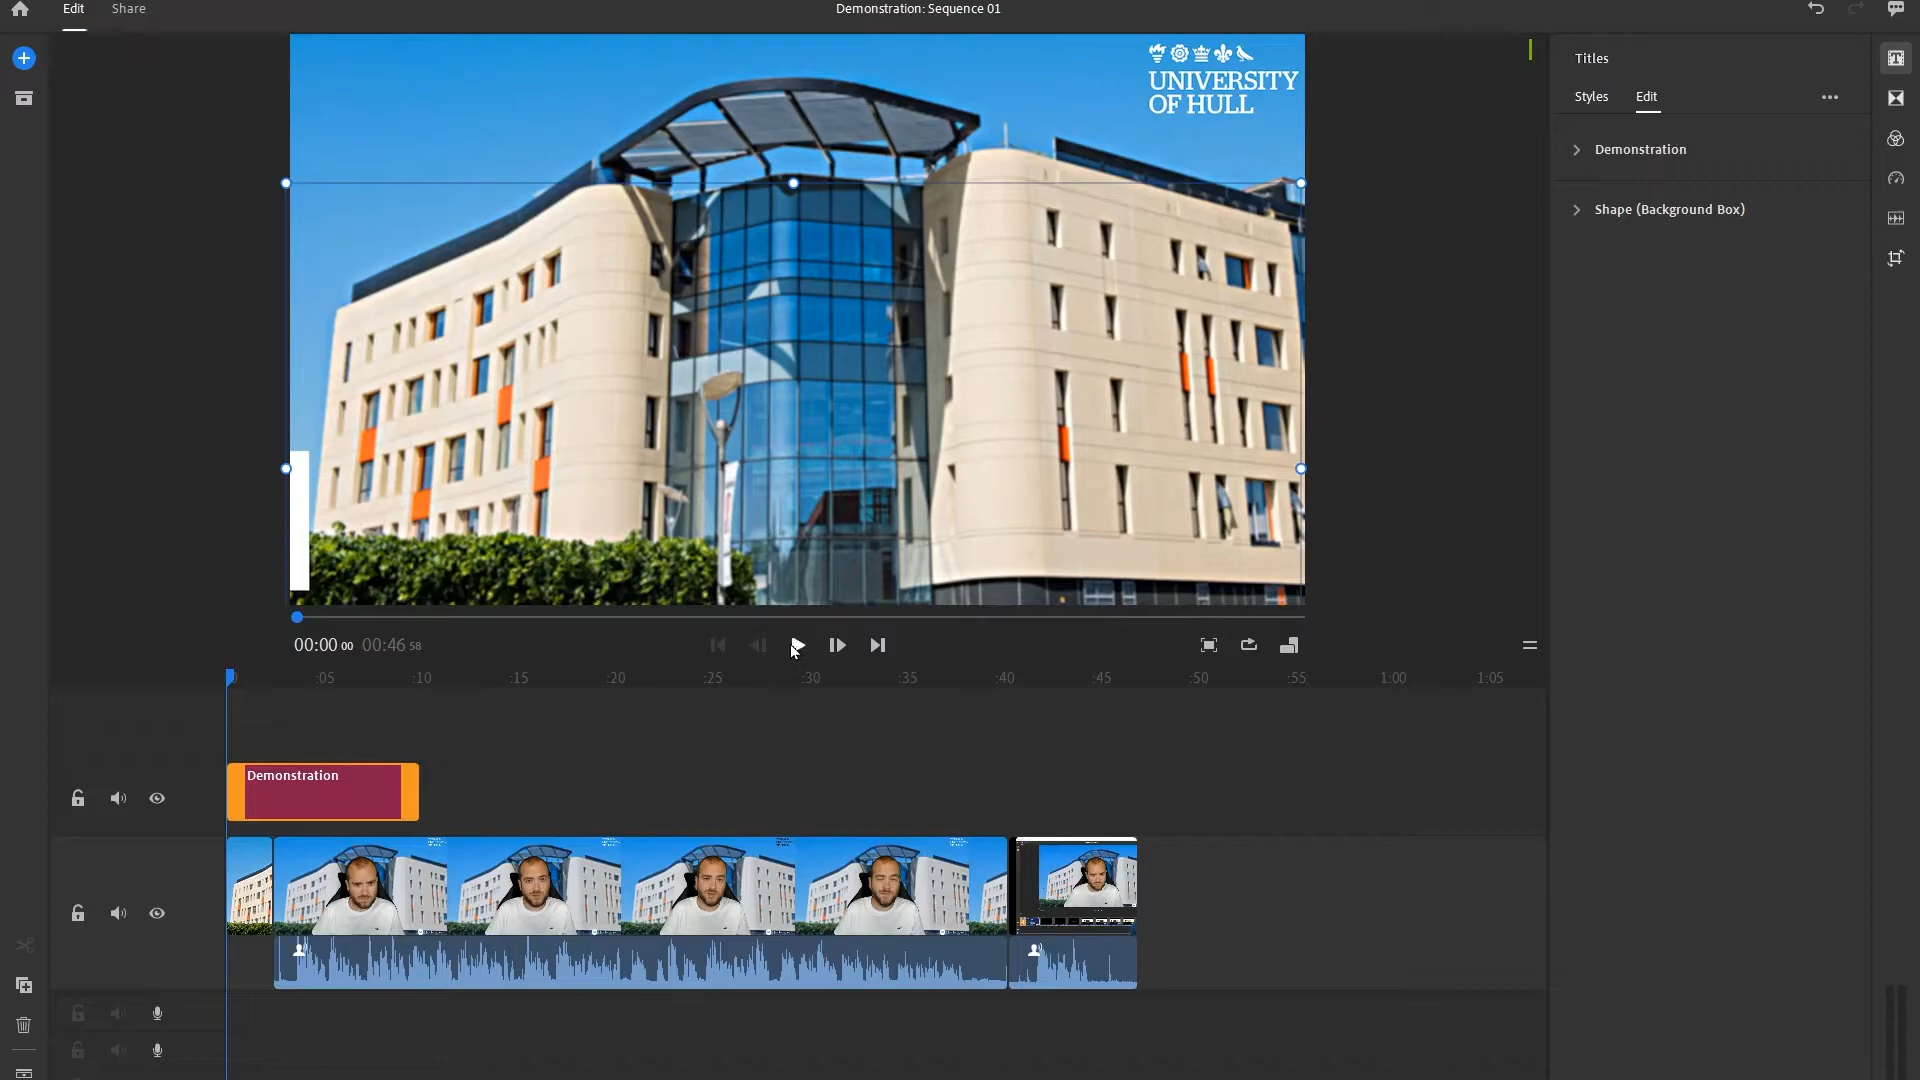 Edit
Share
Demonstration: Sequence 01
UNIVERSITY
OF HULL
Titles
Styles
Edit
Demonstration
Shape (Background Box)
00:00 00
00:46 58
:05
:10
:15
:20
:25
:30
:35
:40
:45
:50
:55
1:00
1:05
Demonstration